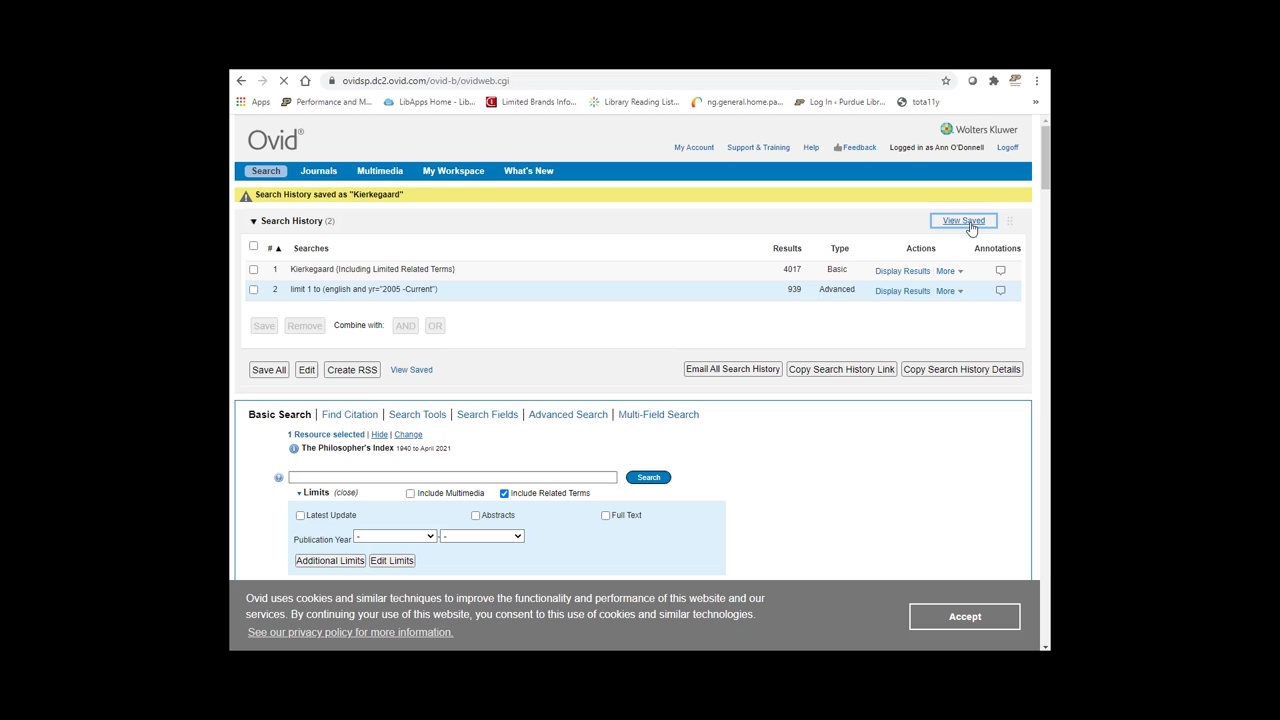 ovidsp.dc2.ovid.com/ovid-b/ovidweb.cgi
Apps Performance and M... LibApps Home - Lib... Limited Brands Info... Library Reading List... ng.general.home.pa... Log In ‹ Purdue Libr... tota11y »
Ovid®
Wolters Kluwer
My Account Support & Training Help Feedback Logged in as Ann O'Donnell Logoff
Search Journals Multimedia My Workspace What's New
Search History saved as "Kierkegaard"
▼ Search History (2) View Saved
# ▲ Searches Results Type Actions Annotations
1 Kierkegaard {Including Limited Related Terms} 4017 Basic Display Results More
2 limit 1 to (english and yr="2005 -Current") 939 Advanced Display Results More
Save Remove Combine with: AND OR
Save All Edit Create RSS View Saved Email All Search History Copy Search History Link Copy Search History Details
Basic Search | Find Citation | Search Tools | Search Fields | Advanced Search | Multi-Field Search
1 Resource selected | Hide | Change
The Philosopher's Index 1940 to April 2021
Search
Limits (close) Include Multimedia Include Related Terms
Latest Update Abstracts Full Text
Publication Year - - -
Additional Limits Edit Limits
Ovid uses cookies and similar techniques to improve the functionality and performance of this website and our
services. By continuing your use of this website, you consent to this use of cookies and similar technologies.
See our privacy policy for more information.
Accept